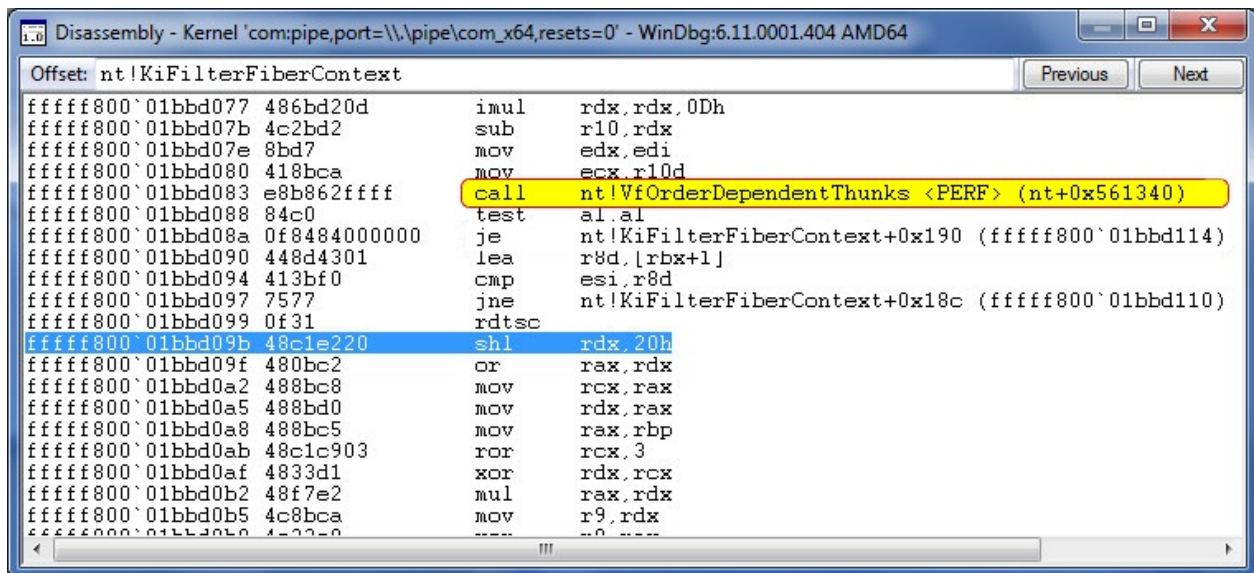 Disassembly - Kernel 'com:pipe,port=\\.\pipe\com_x64,resets=0' - WinDbg:6.11.0001.404 AMD64
Offset: nt!KiFilterFiberContext Previous Next
fffff800`01bbd077 486bd20d imul rdx,rdx,0Dh
fffff800`01bbd07b 4c2bd2 sub r10,rdx
fffff800`01bbd07e 8bd7 mov edx,edi
fffff800`01bbd080 418bca mov ecx,r10d
fffff800`01bbd083 e8b862ffff call nt!VfOrderDependentThunks <PERF> (nt+0x561340)
fffff800`01bbd088 84c0 test al,al
fffff800`01bbd08a 0f8484000000 je nt!KiFilterFiberContext+0x190 (fffff800`01bbd114)
fffff800`01bbd090 448d4301 lea r8d,[rbx+1]
fffff800`01bbd094 413bf0 cmp esi,r8d
fffff800`01bbd097 7577 jne nt!KiFilterFiberContext+0x18c (fffff800`01bbd110)
fffff800`01bbd099 0f31 rdtsc
fffff800`01bbd09b 48c1e220 shl rdx,20h
fffff800`01bbd09f 480bc2 or rax,rdx
fffff800`01bbd0a2 488bc8 mov rcx,rax
fffff800`01bbd0a5 488bd0 mov rdx,rax
fffff800`01bbd0a8 488bc5 mov rax,rbp
fffff800`01bbd0ab 48c1c903 ror rcx,3
fffff800`01bbd0af 4833d1 xor rdx,rcx
fffff800`01bbd0b2 48f7e2 mul rax,rdx
fffff800`01bbd0b5 4c8bca mov r9,rdx